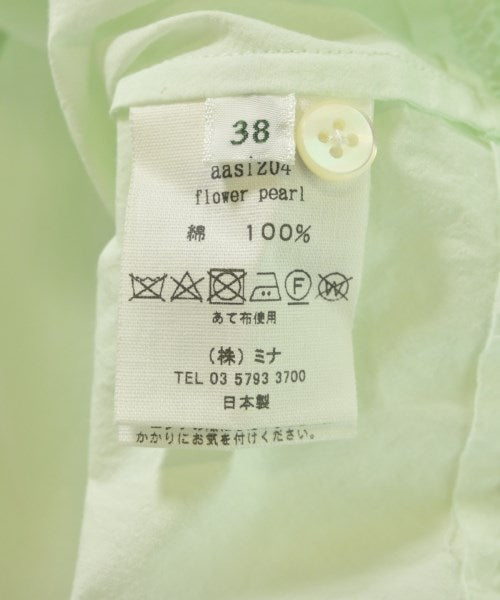 38
aasi204
flower pearl
綿 100%
F W
あて布使用
(株) ミナ
TEL 03 5793 3700
日本製
かかりにお気を付けください。